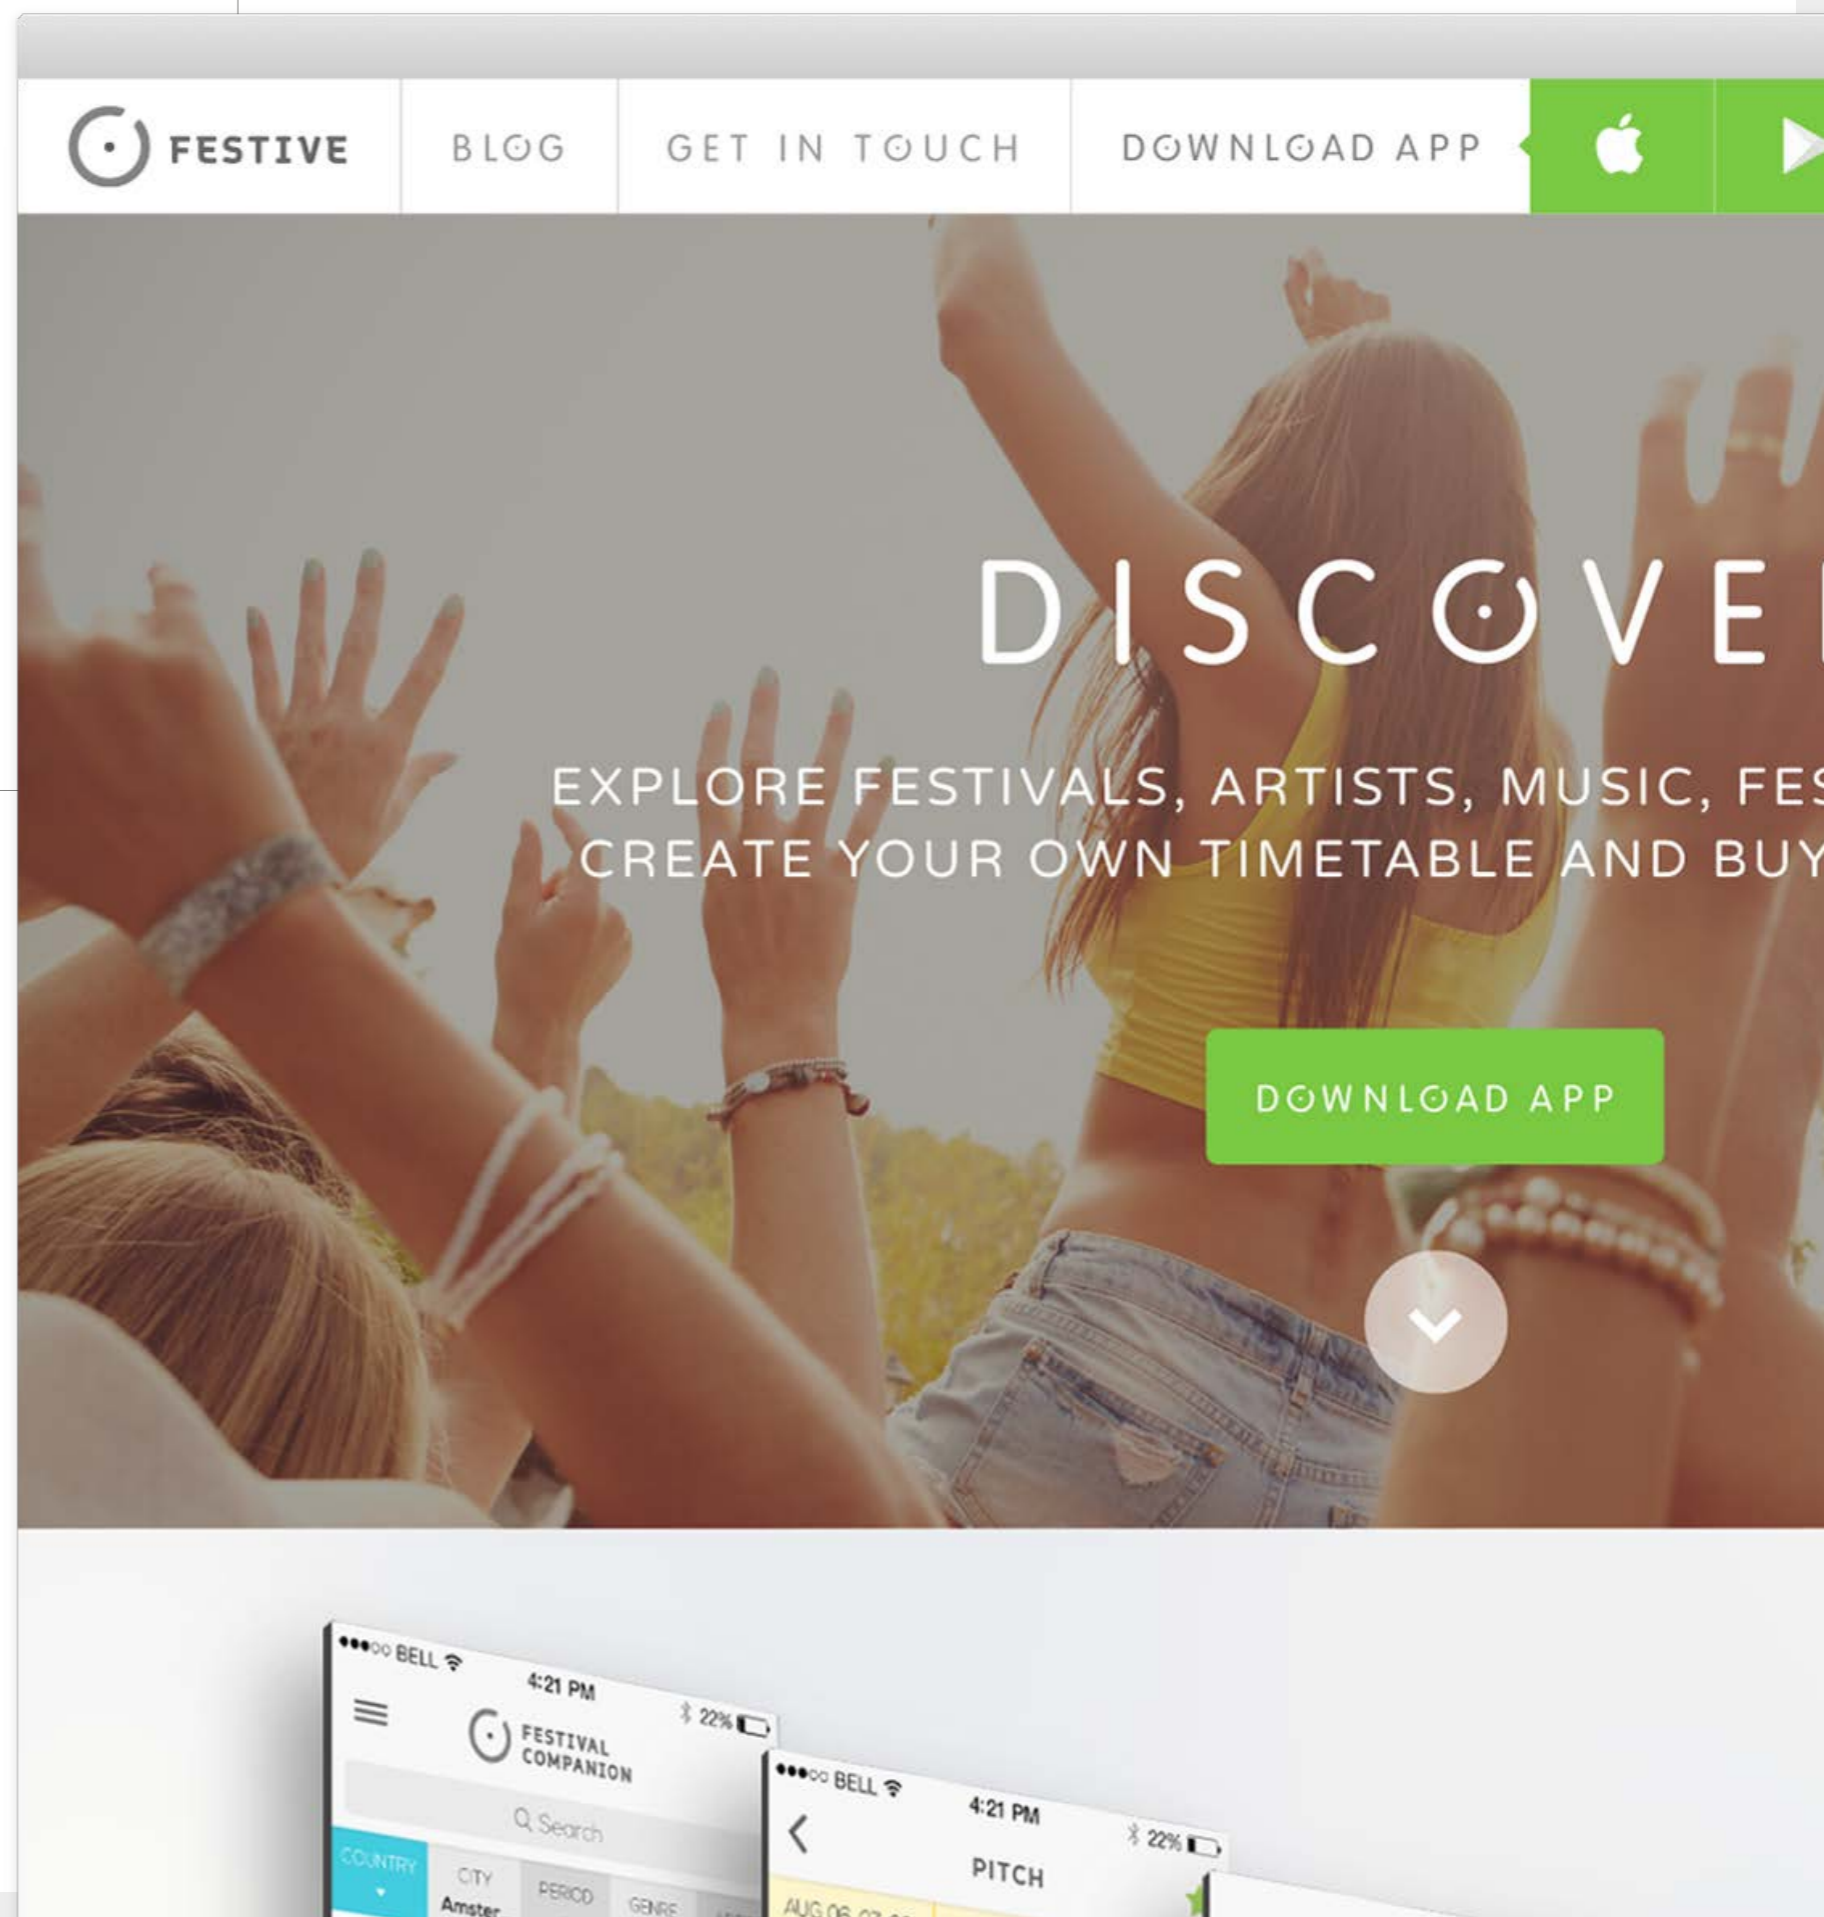 FESTIVE
BLOG
GET IN TOUCH
DOWNLOAD APP
DISCOVE
EXPLORE FESTIVALS, ARTISTS, MUSIC, FES
CREATE YOUR OWN TIMETABLE AND BUY
DOWNLOAD APP
BELL
4:21 PM
22%
FESTIVAL
COMPANION
Search
COUNTRY
CITY
Amster
PERIOD
GENRE
BELL
4:21 PM
22%
PITCH